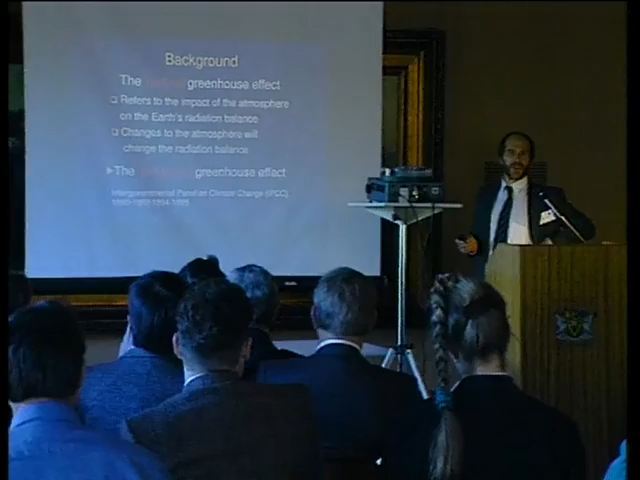 Background
The greenhouse effect
❑ Refers to the impact of the atmosphere
on the Earth's radiation balance
❑ Changes to the atmosphere will
change the radiation balance
▶The greenhouse effect
Intergovernmental Panel on Climate Change (IPCC)